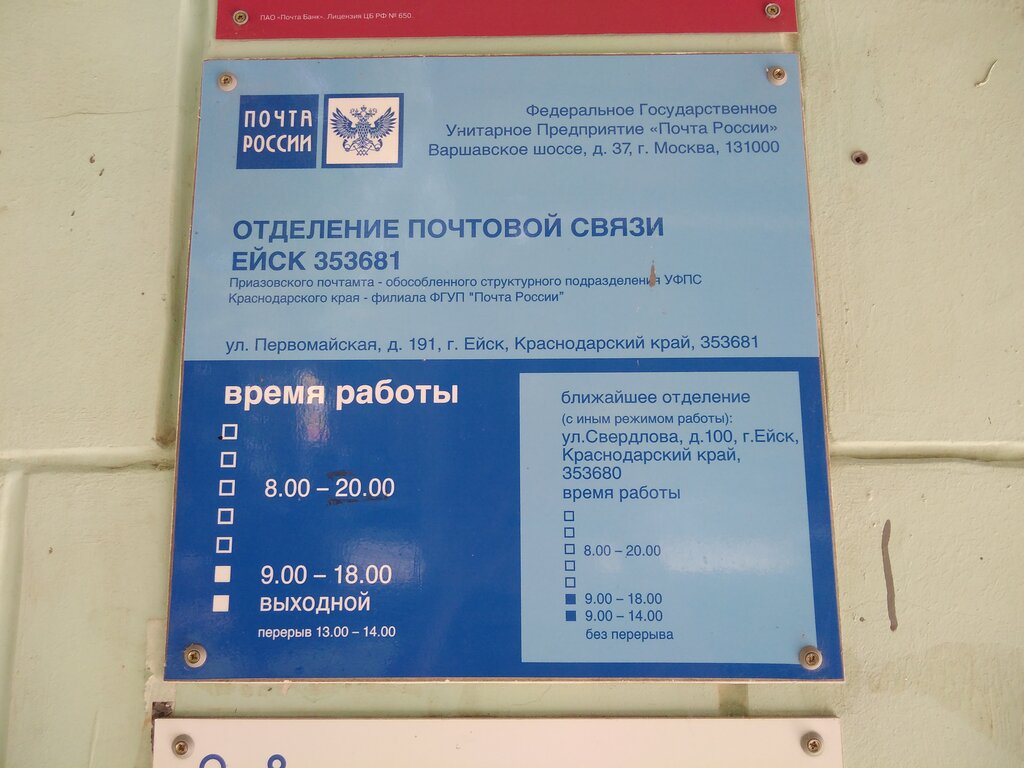 ПАО «Почта Банк». Лицензия ЦБ РФ № 650
ПОЧТА
РОССИИ
Федеральное Государственное
Унитарное Предприятие «Почта России»
Варшавское шоссе, д. 37, г. Москва, 131000
ОТДЕЛЕНИЕ ПОЧТОВОЙ СВЯЗИ
ЕЙСК 353681
Приазовского почтамта - обособленного структурного подразделения УФПС
Краснодарского края - филиала ФГУП "Почта России"
ул. Первомайская, д. 191, г. Ейск, Краснодарский край, 353681
время работы
8.00 – 20.00
9.00 – 18.00
выходной
перерыв 13.00 – 14.00
ближайшее отделение
(с иным режимом работы):
ул.Свердлова, д.100, г.Ейск,
Краснодарский край,
353680
время работы
8.00 – 20.00
9.00 – 18.00
9.00 – 14.00
без перерыва